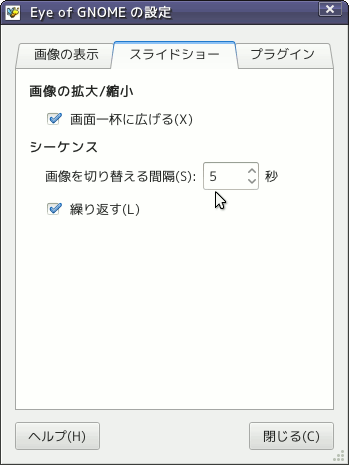 Eye of GNOME の設定
画像の表示 スライドショー プラグイン
画像の拡大/縮小
画面一杯に広げる(X)
シーケンス
画像を切り替える間隔(S): 5 秒
繰り返す(L)
ヘルプ(H) 閉じる(C)